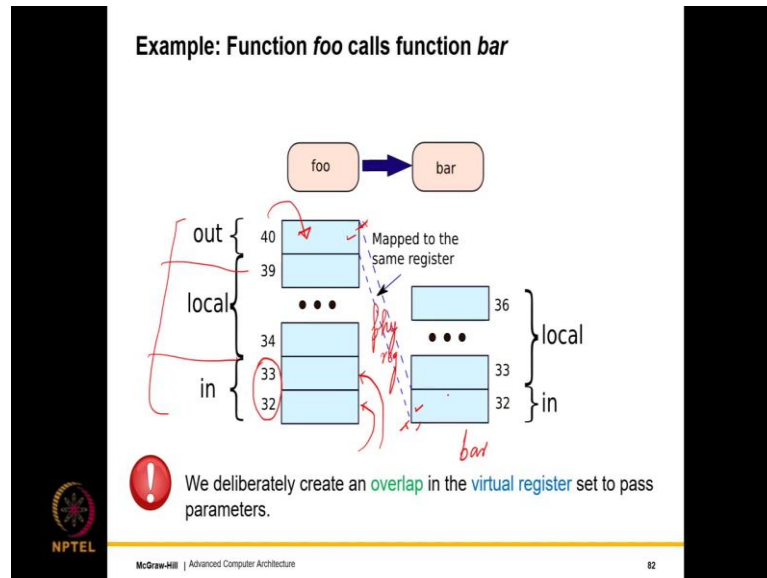 Example: Function foo calls function bar
foo
bar
out
40
Mapped to the
same register
39
36
local
phy
reg
34
33
local
33
in
32
32
in
bar
We deliberately create an overlap in the virtual register set to pass
parameters.
NPTEL
McGraw-Hill | Advanced Computer Architecture
82